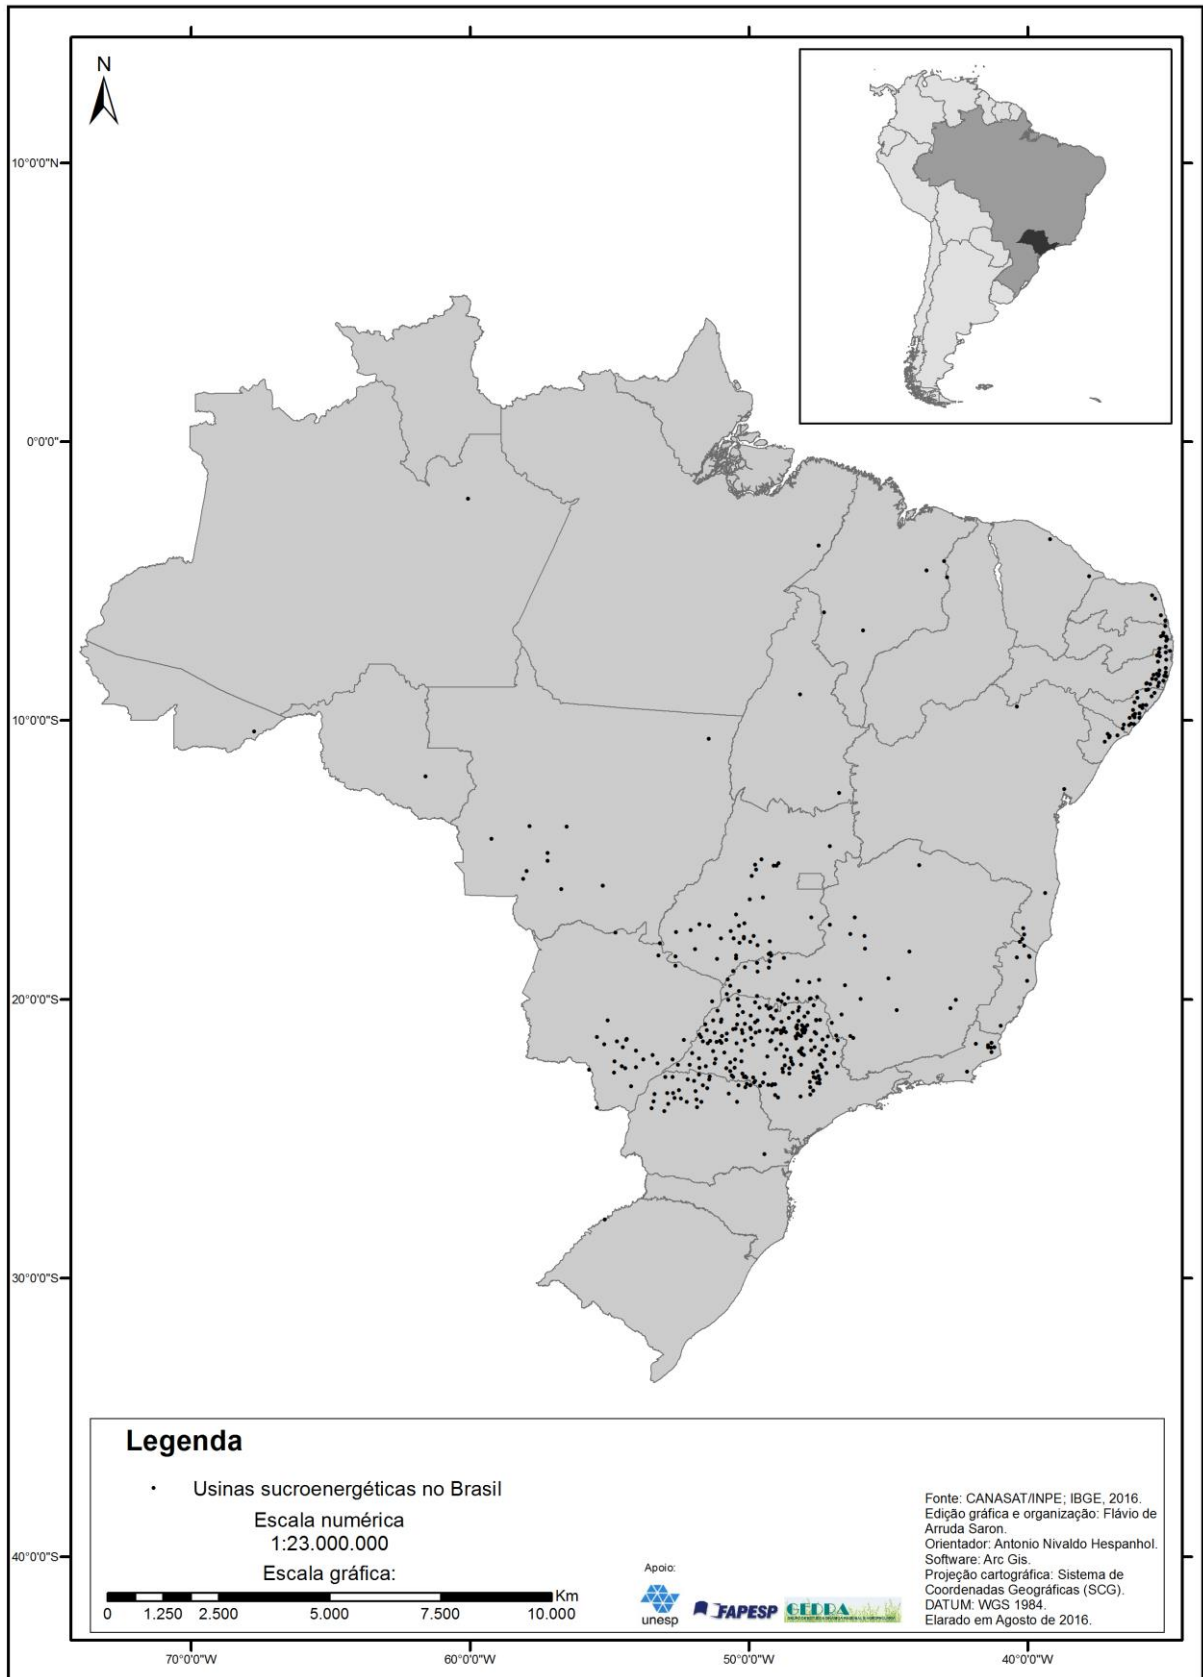 N
10°0'0"N
0°0'0"
10°0'0"S
20°0'0"S
30°0'0"S
40°0'0"S
Legenda
Usinas sucroenergéticas no Brasil
Escala numérica
1:23.000.000
Escala gráfica:
Km
0 1.250 2.500 5.000 7.500 10.000
Apoio:
unesp
FAPESP
GEDRA
Fonte: CANASAT/INPE; IBGE, 2016.
Edição gráfica e organização: Flávio de
Arruda Saron.
Orientador: Antonio Nivaldo Hespanhol.
Software: Arc Gis.
Projeção cartográfica: Sistema de
Coordenadas Geográficas (SCG).
DATUM: WGS 1984.
Elarado em Agosto de 2016.
70°0'0"W 60°0'0"W 50°0'0"W 40°0'0"W